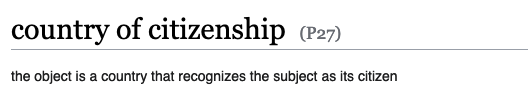 country of citizenship (P27)
the object is a country that recognizes the subject as its citizen